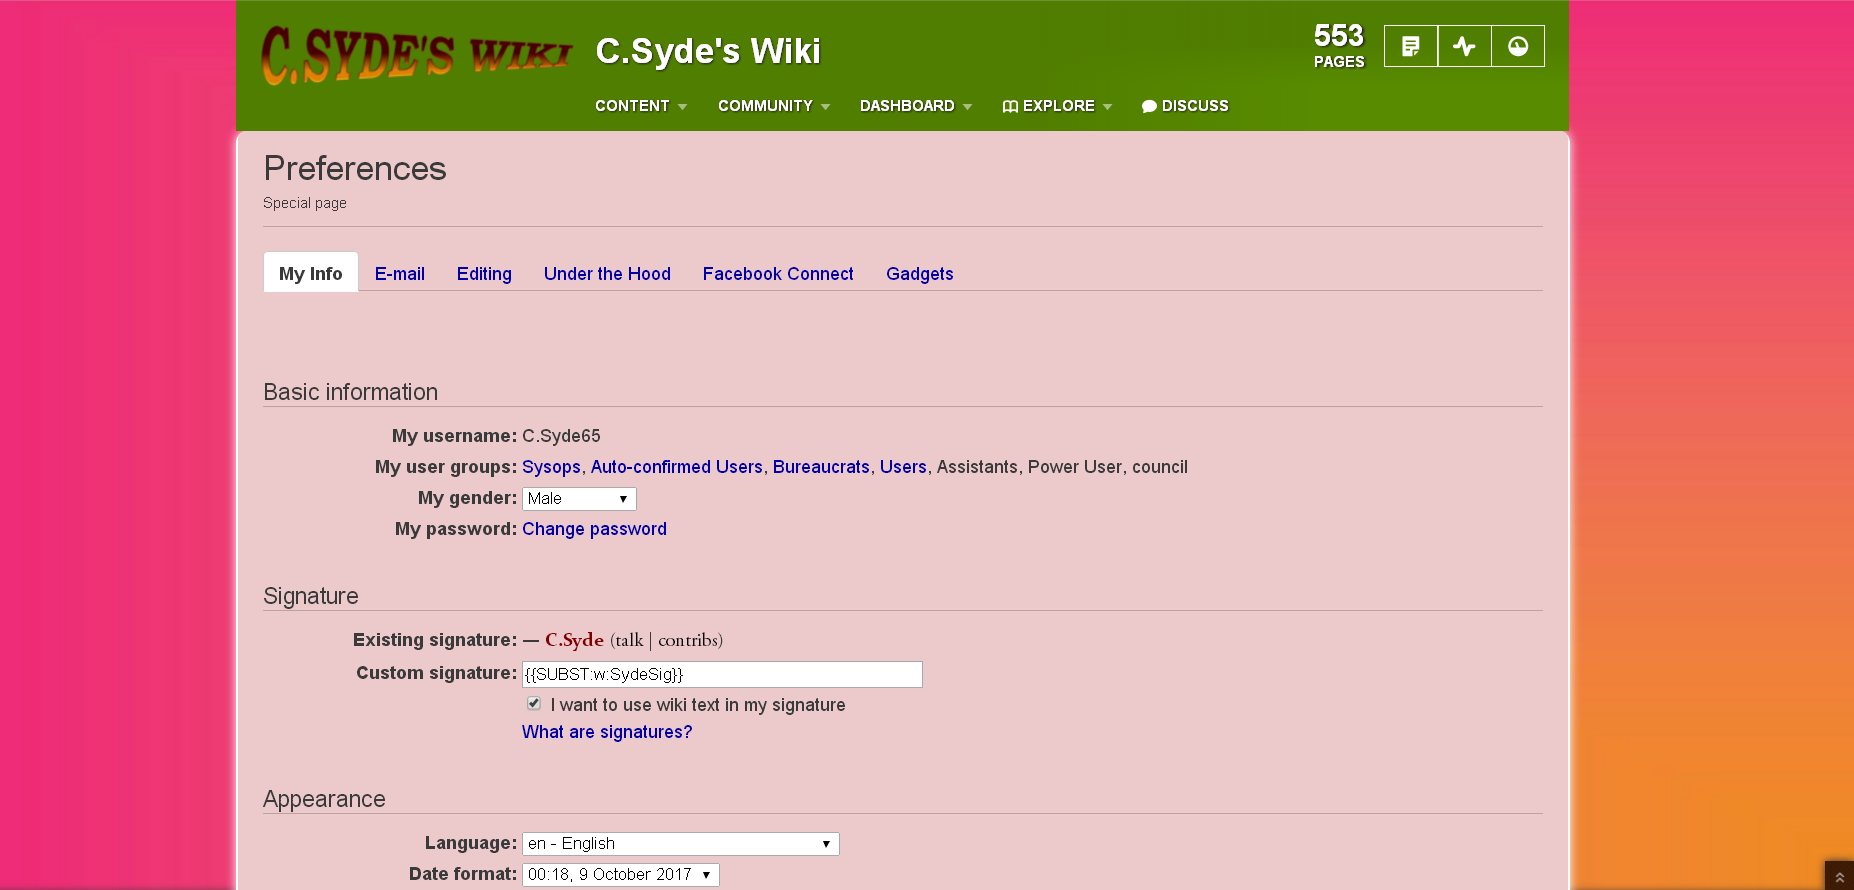 C.SYDE'S WIKI
C.Syde's Wiki
553
PAGES
CONTENT COMMUNITY DASHBOARD EXPLORE DISCUSS
Preferences
Special page
My Info E-mail Editing Under the Hood Facebook Connect Gadgets
Basic information
My username: C.Syde65
My user groups: Sysops, Auto-confirmed Users, Bureaucrats, Users, Assistants, Power User, council
My gender: Male
My password: Change password
Signature
Existing signature: — C.Syde (talk | contribs)
Custom signature: {{SUBST:w:SydeSig}}
I want to use wiki text in my signature
What are signatures?
Appearance
Language: en - English
Date format: 00:18, 9 October 2017